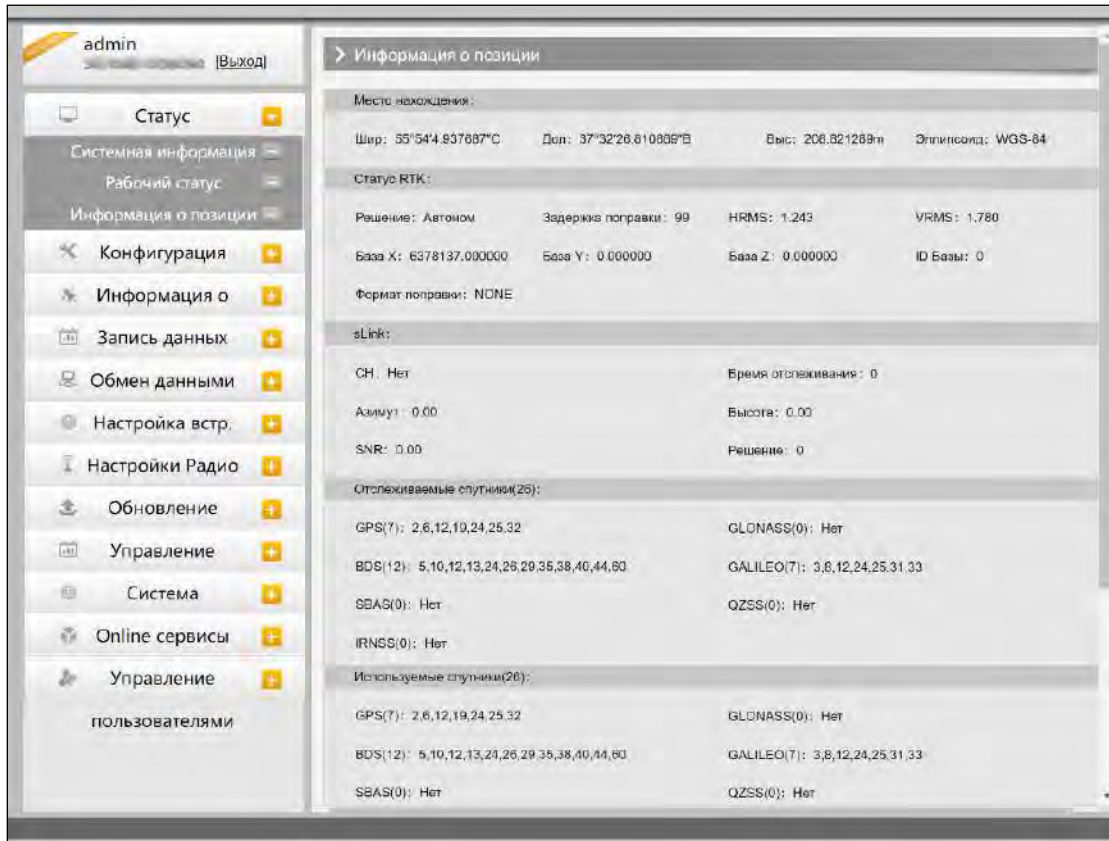 admin
[Выход]
Статус
Системная информация
Рабочий статус
Информация о позиции
Конфигурация
Информация о
Запись данных
Обмен данными
Настройка встр.
Настройки Радио
Обновление
Управление
Система
Online сервисы
Управление
пользователями
Информация о позиции
Место нахождения:
Шир: 55°54'4.937687"С Дол: 37°32'26.810869"В Выс: 208.821269m Эллипсоид: WGS-84
Статус RTK:
Решение: Автоном Задержка поправки: 99 HRMS: 1.243 VRMS: 1.780
База X: 6378137.000000 База Y: 0.000000 База Z: 0.000000 ID Базы: 0
Формат поправки: NONE
sLink:
CH: Нет Время отслеживания: 0
Азимут: 0.00 Высота: 0.00
SNR: 0.00 Решение: 0
Отслеживаемые спутники(26):
GPS(7): 2,6,12,19,24,25,32 GLONASS(0): Нет
BDS(12): 5,10,12,13,24,26,29,35,38,40,44,60 GALILEO(7): 3,8,12,24,25,31,33
SBAS(0): Нет QZSS(0): Нет
IRNSS(0): Нет
Используемые спутники(26):
GPS(7): 2,6,12,19,24,25,32 GLONASS(0): Нет
BDS(12): 5,10,12,13,24,26,29,35,38,40,44,60 GALILEO(7): 3,8,12,24,25,31,33
SBAS(0): Нет QZSS(0): Нет